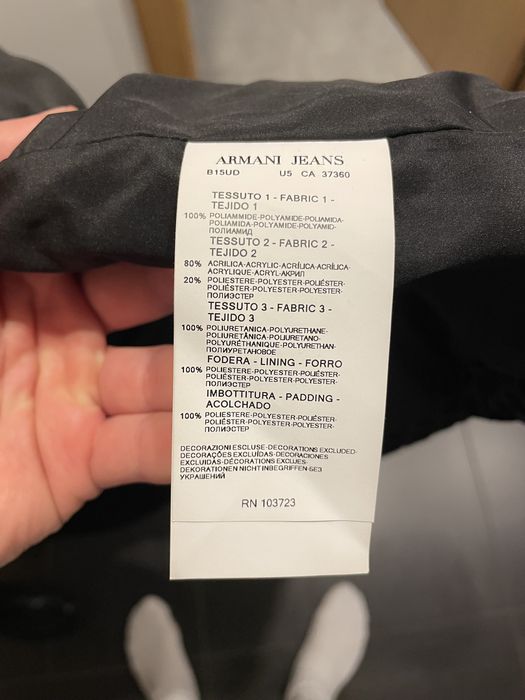 ARMANI JEANS
B15UD U5 CA 37360
TESSUTO 1 - FABRIC 1 -
TEJIDO 1
100% POLIAMMIDE-POLYAMIDE-POLIAMIDA-
POLIAMIDA-POLYAMIDE-POLYAMID-
ПОЛИАМИД
TESSUTO 2 - FABRIC 2 -
TEJIDO 2
80% ACRILICA-ACRYLIC-ACRÍLICA-ACRÍLICA-
ACRYLIQUE-ACRYL-АКРИЛ
20% POLIESTERE-POLYESTER-POLIÉSTER-
POLIÉSTER-POLYESTER-POLYESTER-
ПОЛИЭСТЕР
TESSUTO 3 - FABRIC 3 -
TEJIDO 3
100% POLIURETANICA-POLYURETHANE-
POLIURETÂNICA-POLIURETANO-
POLYURÉTHANIQUE-POLYURETHAN-
ПОЛИУРЕТАНОВОЕ
FODERA - LINING - FORRO
100% POLIESTERE-POLYESTER-POLIÉSTER-
POLIÉSTER-POLYESTER-POLYESTER-
ПОЛИЭСТЕР
IMBOTTITURA - PADDING -
ACOLCHADO
100% POLIESTERE-POLYESTER-POLIÉSTER-
POLIÉSTER-POLYESTER-POLYESTER-
ПОЛИЭСТЕР
DECORAZIONI ESCLUSE-DECORATIONS EXCLUDED-
DECORAÇÕES EXCLUÍDAS-DECORACIONES
EXCLUIDAS-DÉCORATIONS EXCLUES-
DEKORATIONEN NICHT INBEGRIFFEN-БЕЗ
УКРАШЕНИЙ
RN 103723